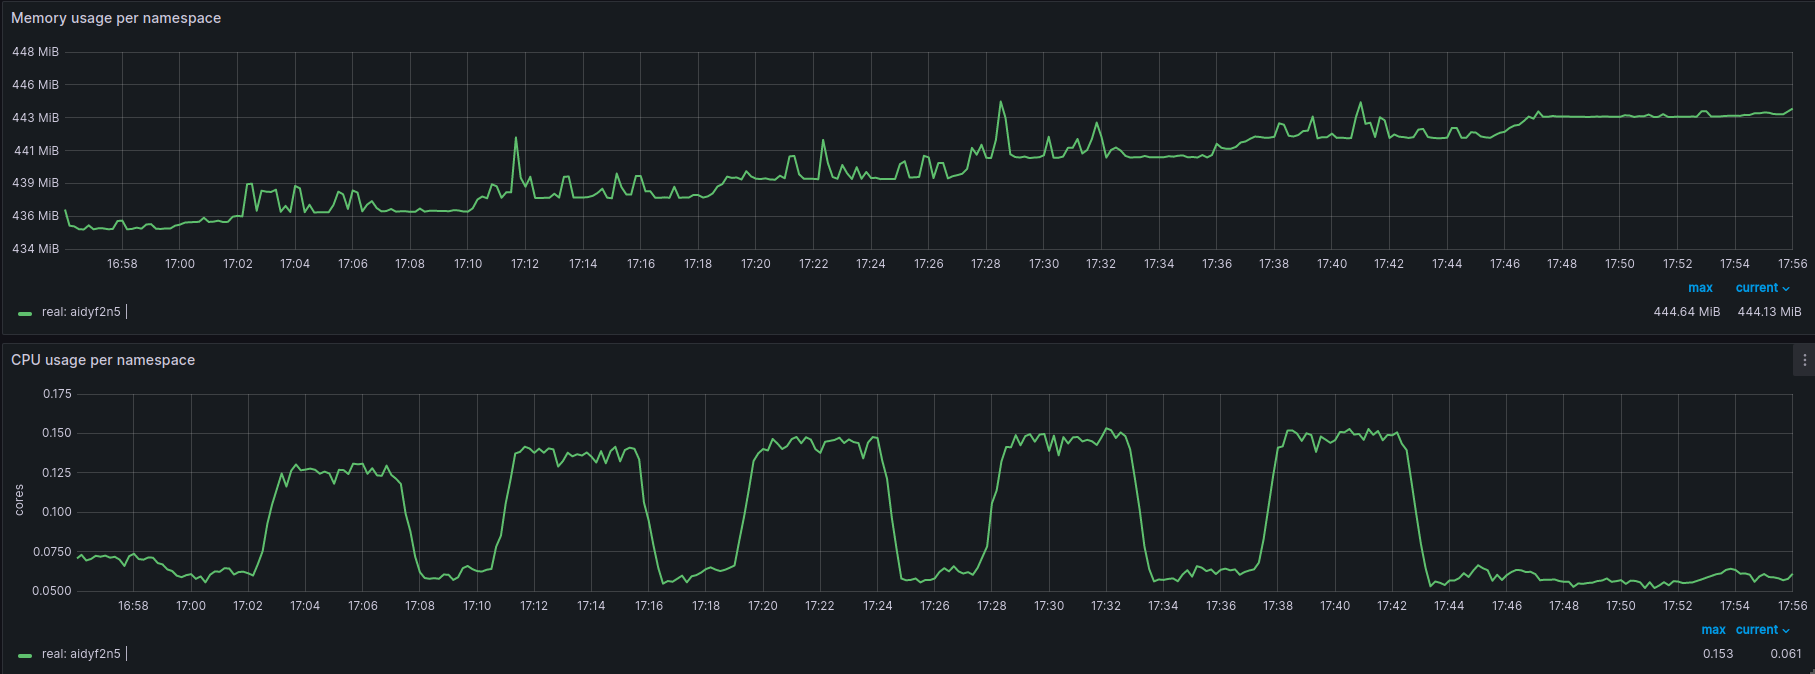 Memory usage per namespace
448 MiB
446 MiB
443 MiB
441 MiB
439 MiB
436 MiB
434 MiB
16:58 17:00 17:02 17:04 17:06 17:08 17:10 17:12 17:14 17:16 17:18 17:20 17:22 17:24 17:26 17:28 17:30 17:32 17:34 17:36 17:38 17:40 17:42 17:44 17:46 17:48 17:50 17:52 17:54 17:56
max current
real: aidyf2n5 | 444.64 MiB 444.13 MiB
CPU usage per namespace
0.175
0.150
0.125
0.100
0.0750
0.0500
cores
16:58 17:00 17:02 17:04 17:06 17:08 17:10 17:12 17:14 17:16 17:18 17:20 17:22 17:24 17:26 17:28 17:30 17:32 17:34 17:36 17:38 17:40 17:42 17:44 17:46 17:48 17:50 17:52 17:54 17:56
max current
real: aidyf2n5 | 0.153 0.061